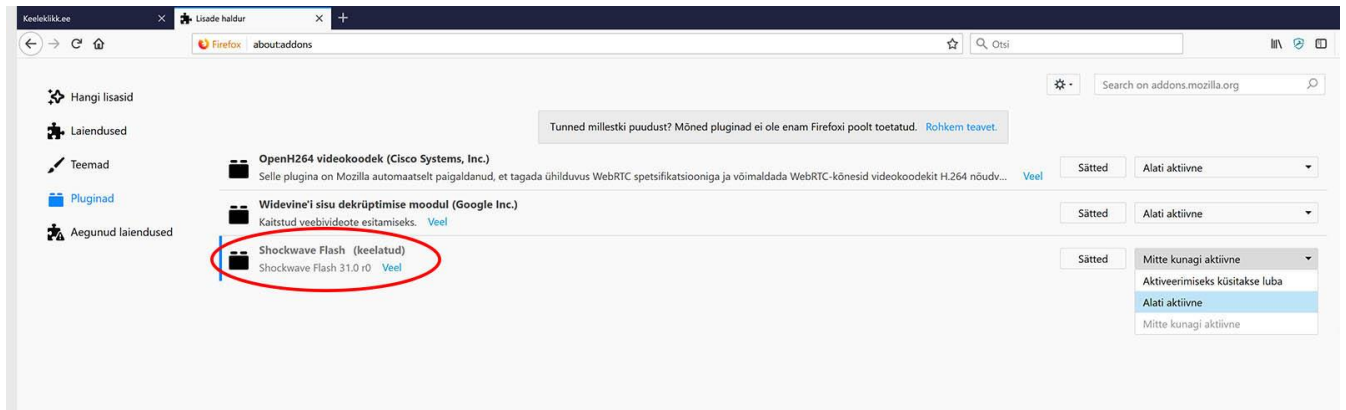 Keeleklikk.ee
Lisade haldur
Firefox about:addons
Otsi
Search on addons.mozilla.org
Hangi lisasid
Laiendused
Teemad
Pluginad
Aegunud laiendused
Tunned millestki puudust? Mõned pluginad ei ole enam Firefoxi poolt toetatud. Rohkem teavet.
OpenH264 videokoodek (Cisco Systems, Inc.)
Selle plugina on Mozilla automaatselt paigaldanud, et tagada ühilduvus WebRTC spetsifikatsiooniga ja võimaldada WebRTC-kõnesid videokoodekit H.264 nõudv... Veel
Sätted
Alati aktiivne
Widevine'i sisu dekrüptimise moodul (Google Inc.)
Kaitstud veebivideote esitamiseks. Veel
Sätted
Alati aktiivne
Shockwave Flash (keelatud)
Shockwave Flash 31.0 r0 Veel
Sätted
Mitte kunagi aktiivne
Aktiveerimiseks küsitakse luba
Alati aktiivne
Mitte kunagi aktiivne